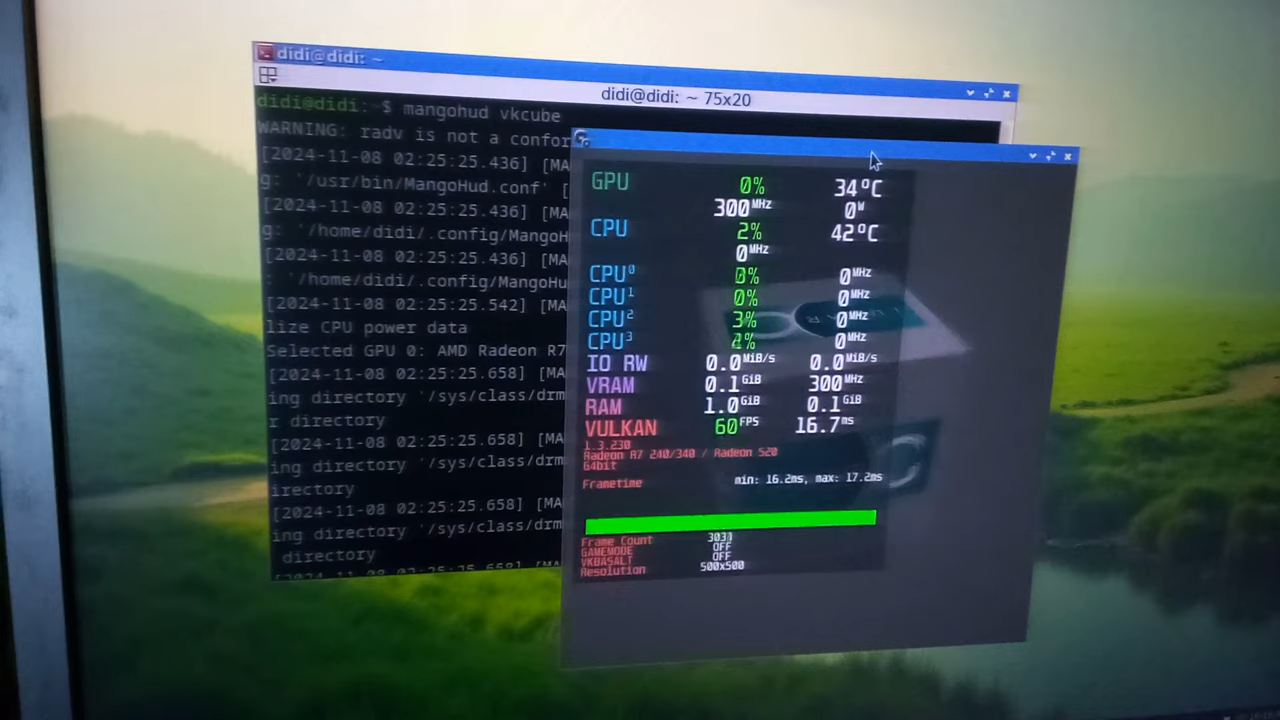 didi@didi: ~
didi@didi: ~ 75x20
didi@didi: ~ $ mangohud vkcube
WARNING: radv is not a confor
[2024-11-08 02:25:25.436] [MA
g: '/usr/bin/MangoHud.conf' [
[2024-11-08 02:25:25.436] [MA
g: '/home/didi/.config/MangoH
[2024-11-08 02:25:25.436] [MA
: '/home/didi/.config/MangoHu
[2024-11-08 02:25:25.542] [MA
lize CPU power data
Selected GPU 0: AMD Radeon R7
[2024-11-08 02:25:25.658] [MA
ing directory '/sys/class/drm
r directory
[2024-11-08 02:25:25.658] [MA
ing directory '/sys/class/drm
irectory
[2024-11-08 02:25:25.658] [MA
ing directory '/sys/class/drm
directory
GPU 0% 34°C
300MHz 0W
CPU 2% 42°C
0MHz
CPU0 0% 0MHz
CPU1 0% 0MHz
CPU2 3% 0MHz
CPU3 0MHz
IO RW 0.0MiB/s 0.0MiB/s
VRAM 0.1GiB 300MHz
RAM 1.0GiB 0.1GiB
VULKAN 60FPS 16.7ms
1.3.230
Radeon R7 240/340 / Radeon 520
64bit
Frametime min: 16.2ms, max: 17.2ms
Frame Count
GAMEMODE OFF
VKBASALT OFF
Resolution 500x500